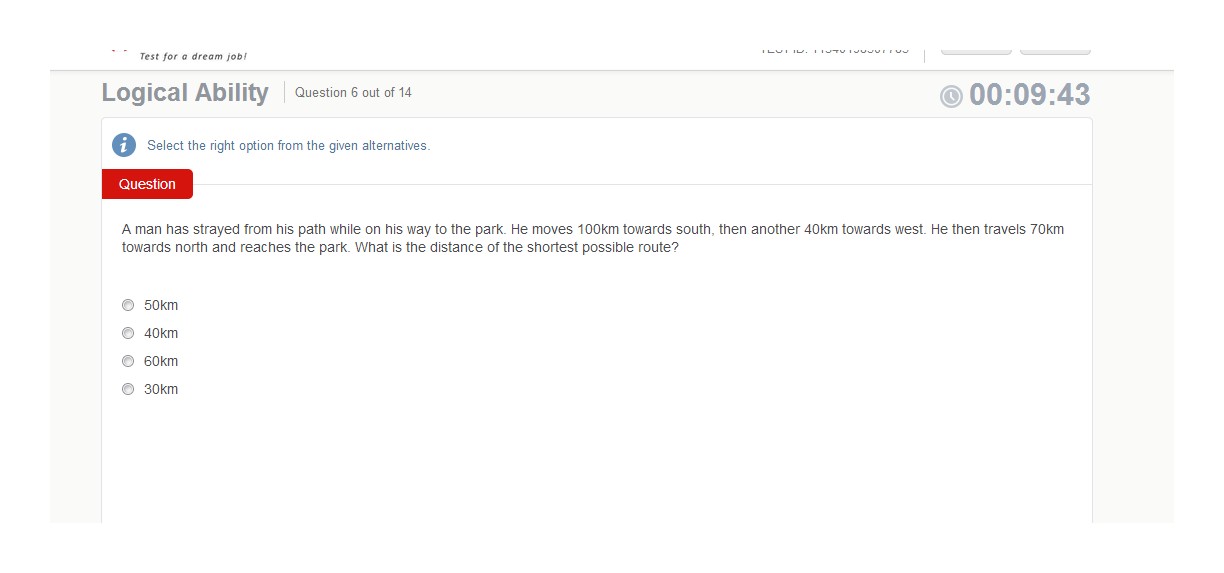 Test for a dream job!
Logical Ability
Question 6 out of 14
00:09:43
Select the right option from the given alternatives.
Question
A man has strayed from his path while on his way to the park. He moves 100km towards south, then another 40km towards west. He then travels 70km
towards north and reaches the park. What is the distance of the shortest possible route?
50km
40km
60km
30km